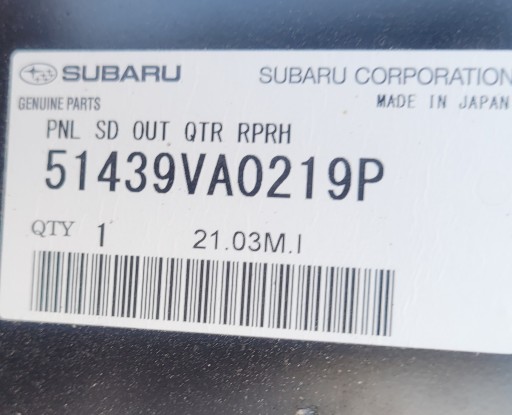 SUBARU SUBARU CORPORATION
GENUINE PARTS MADE IN JAPAN
PNL SD OUT QTR RPRH
51439VA0219P
QTY 1 21.03M.I